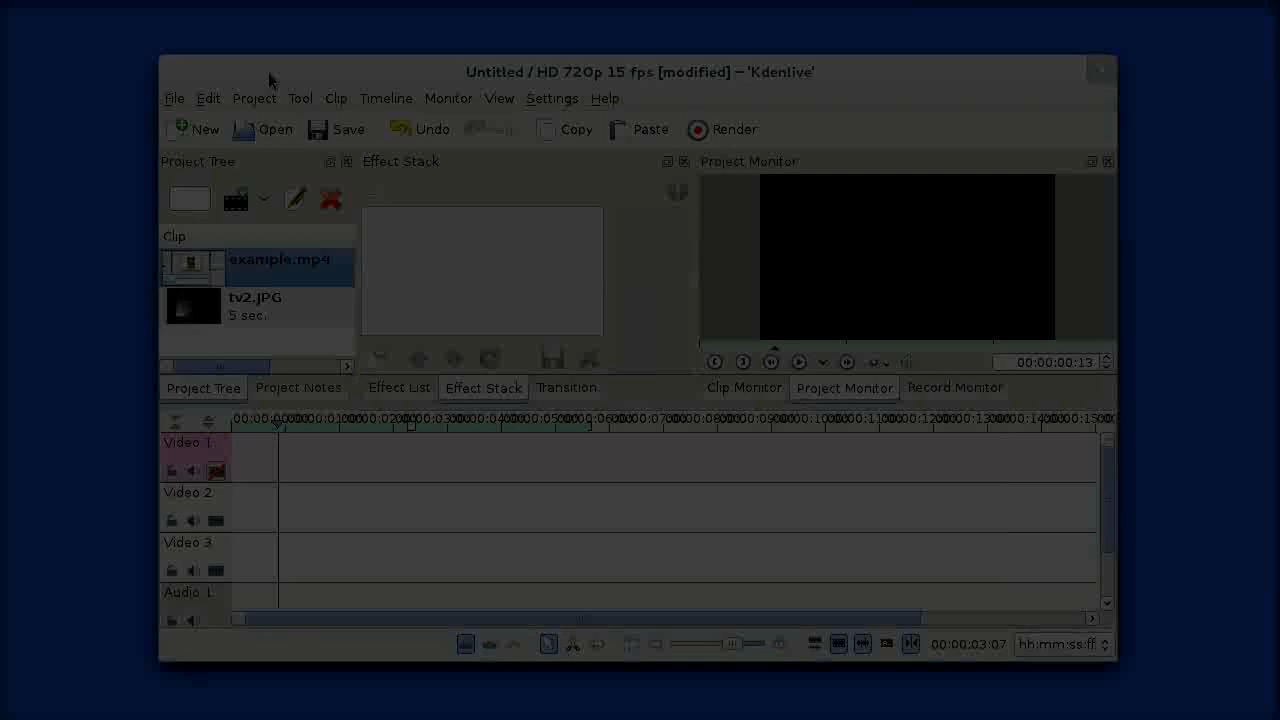 Untitled / HD 720p 15 fps [modified] – 'Kdenlive'
File Edit Project Tool Clip Timeline Monitor View Settings Help
New Open Save Undo Copy Paste Render
Project Tree Effect Stack Project Monitor
Clip
example.mp4
tv2.JPG
5 sec.
00:00:00:13
Project Tree Project Notes Effect List Effect Stack Transition Clip Monitor Project Monitor Record Monitor
Video 1
Video 2
Video 3
Audio 1
00:00:03:07 hh:mm:ss:ff